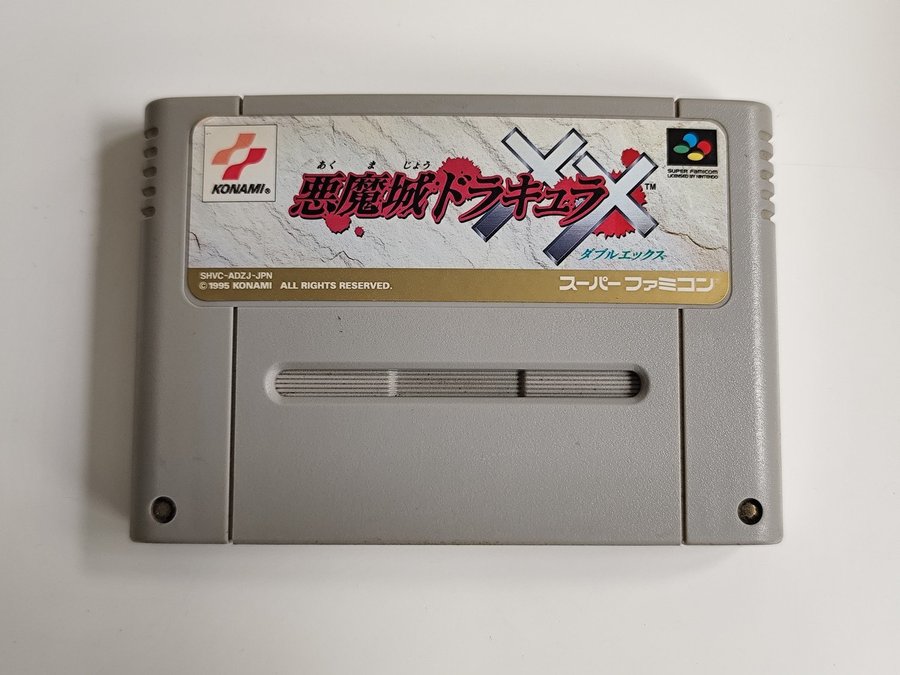 KONAMI®
あく ま じょう
悪魔城ドラキュラXX™
ダブルエックス
SUPER FAMICOM
LICENSED BY NINTENDO
SHVC-ADZJ-JPN
©1995 KONAMI ALL RIGHTS RESERVED.
スーパーファミコン